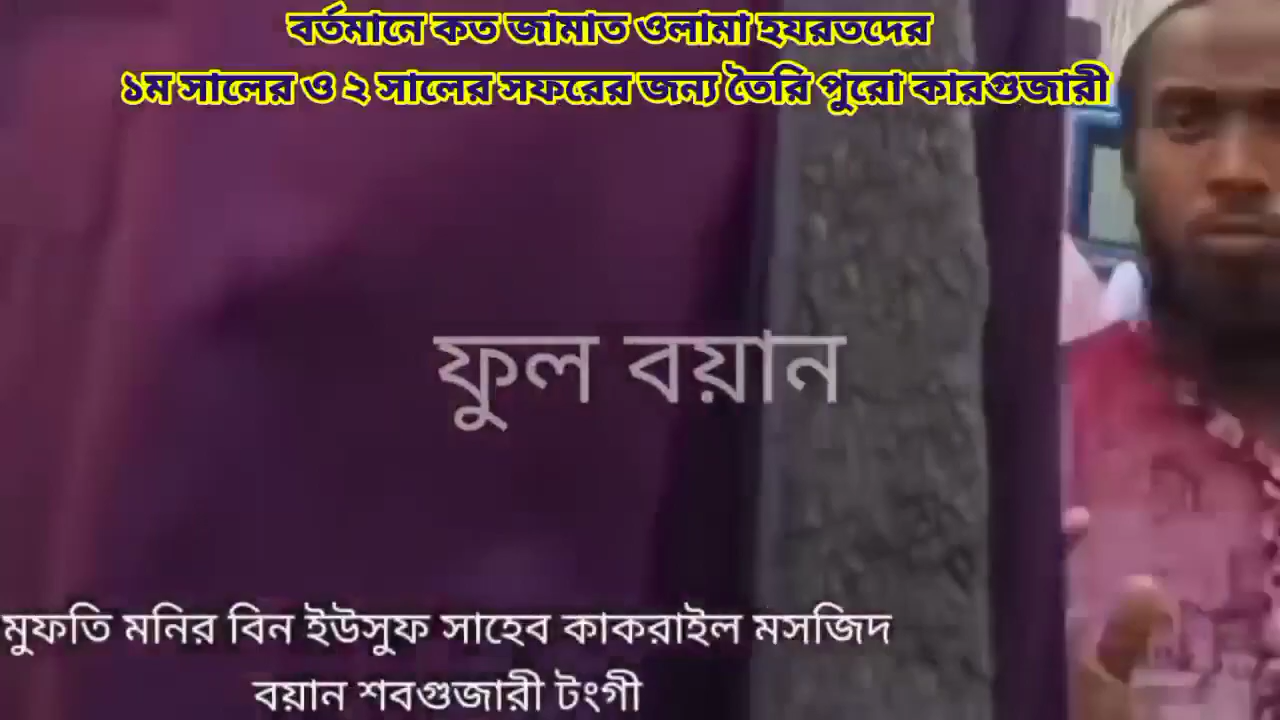 বর্তমানে কত জামাত ওলামা হযরতদের
১ম সালের ও ২ সালের সফরের জন্য তৈরি পুরো কারগুজারী
ফুল বয়ান
মুফতি মনির বিন ইউসুফ সাহেব কাকরাইল মসজিদ
বয়ান শবগুজারী টংগী